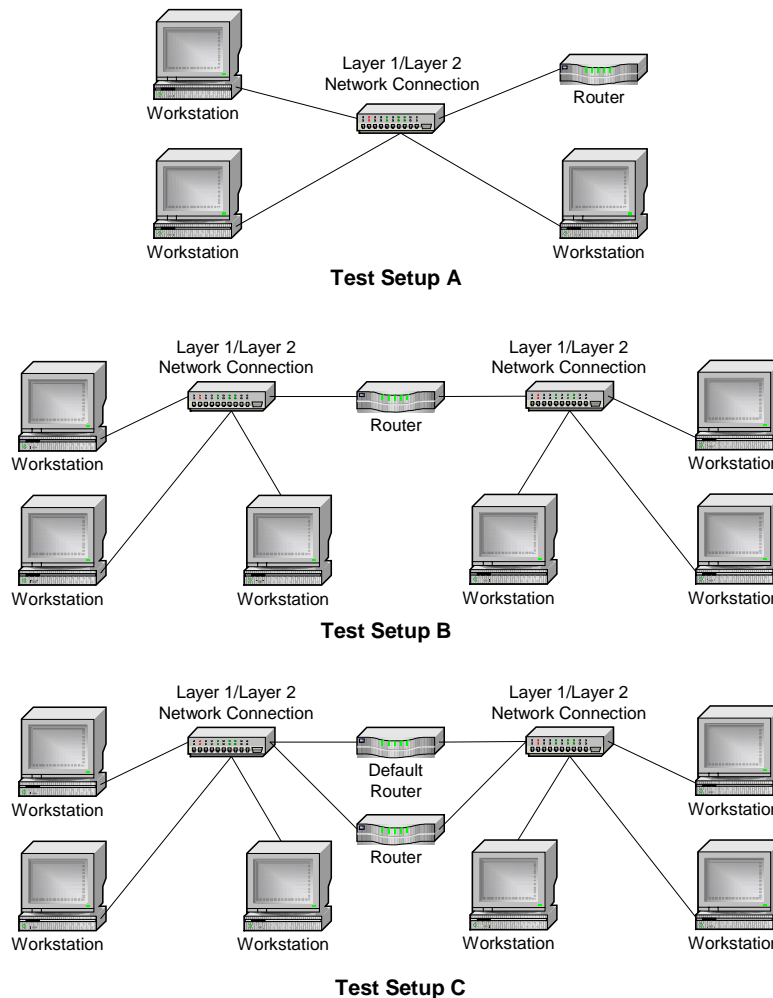 Layer 1/Layer 2
Network Connection
Router
Workstation
Workstation
Workstation
Test Setup A
Layer 1/Layer 2
Network Connection
Layer 1/Layer 2
Network Connection
Router
Workstation
Workstation
Workstation
Workstation
Workstation
Workstation
Test Setup B
Layer 1/Layer 2
Network Connection
Layer 1/Layer 2
Network Connection
Default
Router
Workstation
Workstation
Router
Workstation
Workstation
Workstation
Workstation
Test Setup C